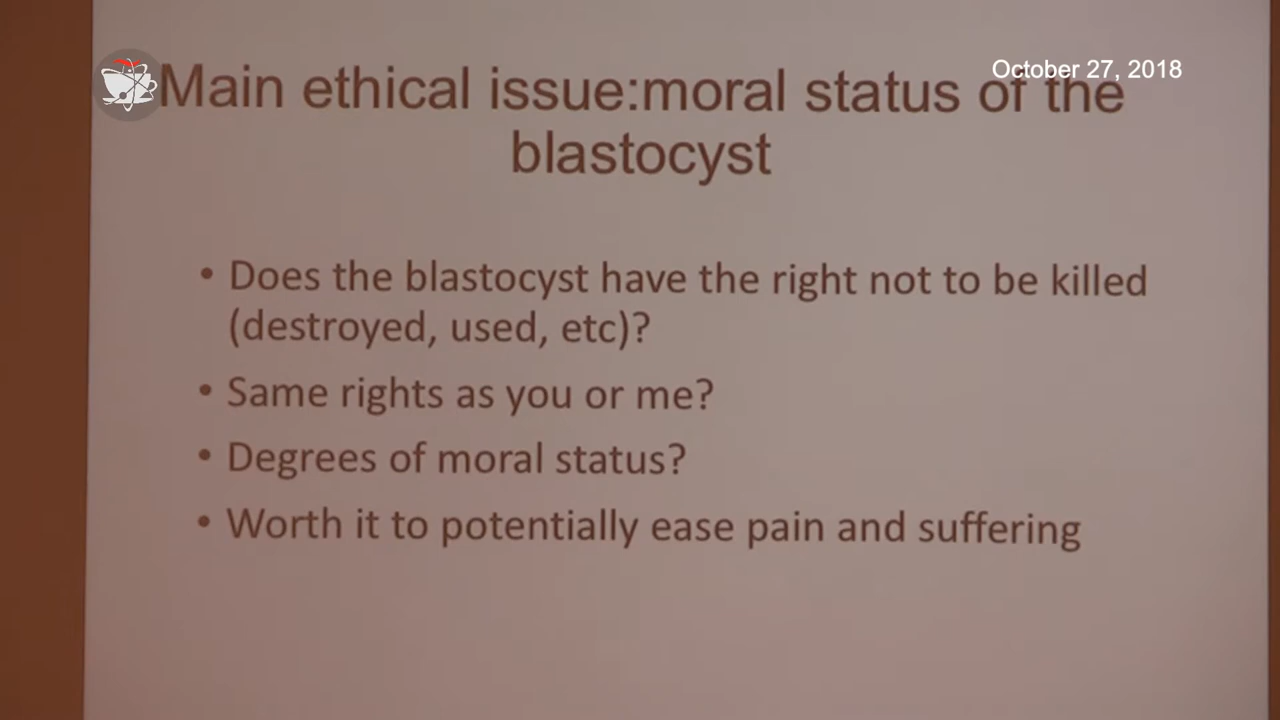 October 27, 2018
Main ethical issue:moral status of the
blastocyst
• Does the blastocyst have the right not to be killed
(destroyed, used, etc)?
• Same rights as you or me?
• Degrees of moral status?
• Worth it to potentially ease pain and suffering